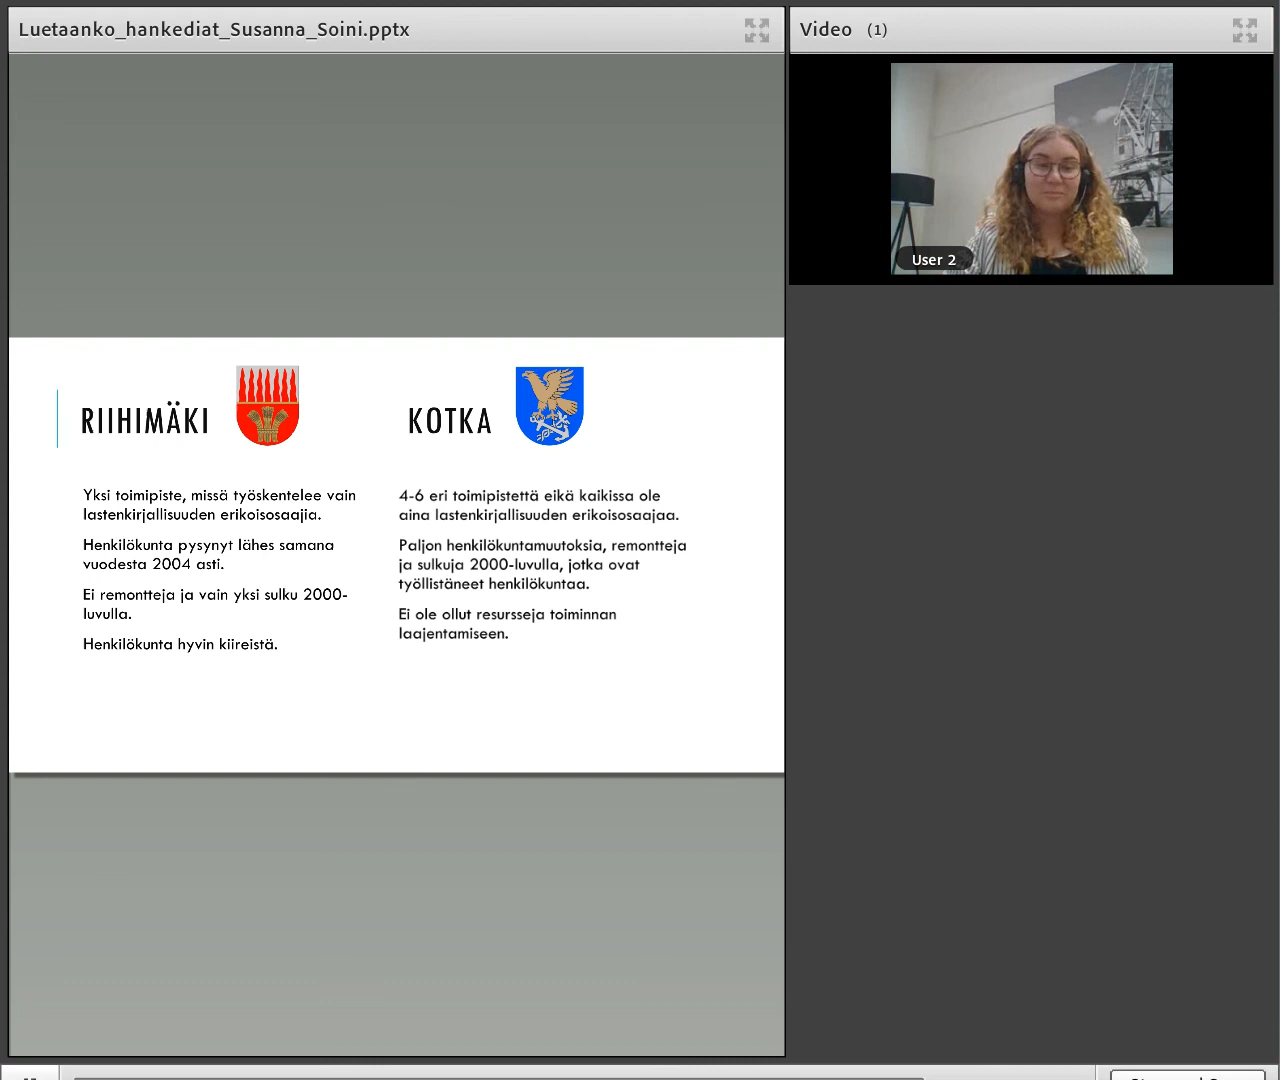 Luetaanko_hankediat_Susanna_Soini.pptx
Video (1)
User 2
RIIHIMÄKI
Yksi toimipiste, missä työskentelee vain
lastenkirjallisuuden erikoisosaajia.
Henkilökunta pysynyt lähes samana
vuodesta 2004 asti.
Ei remontteja ja vain yksi sulku 2000-
luvulla.
Henkilökunta hyvin kiireistä.
KOTKA
4-6 eri toimipistettä eikä kaikissa ole
aina lastenkirjallisuuden erikoisosaajaa.
Paljon henkilökuntamuutoksia, remontteja
ja sulkuja 2000-luvulla, jotka ovat
työllistäneet henkilökuntaa.
Ei ole ollut resursseja toiminnan
laajentamiseen.